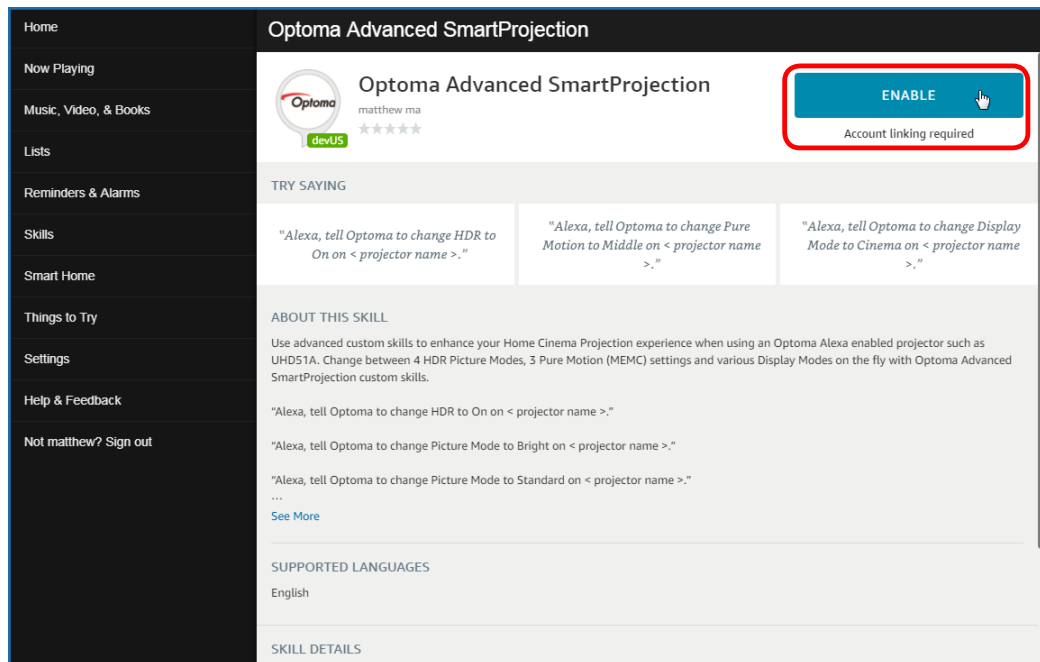 Home
Now Playing
Music, Video, & Books
Lists
Reminders & Alarms
Skills
Smart Home
Things to Try
Settings
Help & Feedback
Not matthew? Sign out
Optoma Advanced SmartProjection
Optoma
devUS
Optoma Advanced SmartProjection
matthew ma
ENABLE
Account linking required
TRY SAYING
"Alexa, tell Optoma to change HDR to
On on < projector name >."
"Alexa, tell Optoma to change Pure
Motion to Middle on < projector name
>."
"Alexa, tell Optoma to change Display
Mode to Cinema on < projector name
>."
ABOUT THIS SKILL
Use advanced custom skills to enhance your Home Cinema Projection experience when using an Optoma Alexa enabled projector such as
UHD51A. Change between 4 HDR Picture Modes, 3 Pure Motion (MEMC) settings and various Display Modes on the fly with Optoma Advanced
SmartProjection custom skills.
"Alexa, tell Optoma to change HDR to On on < projector name >."
"Alexa, tell Optoma to change Picture Mode to Bright on < projector name >."
"Alexa, tell Optoma to change Picture Mode to Standard on < projector name >."
...
See More
SUPPORTED LANGUAGES
English
SKILL DETAILS